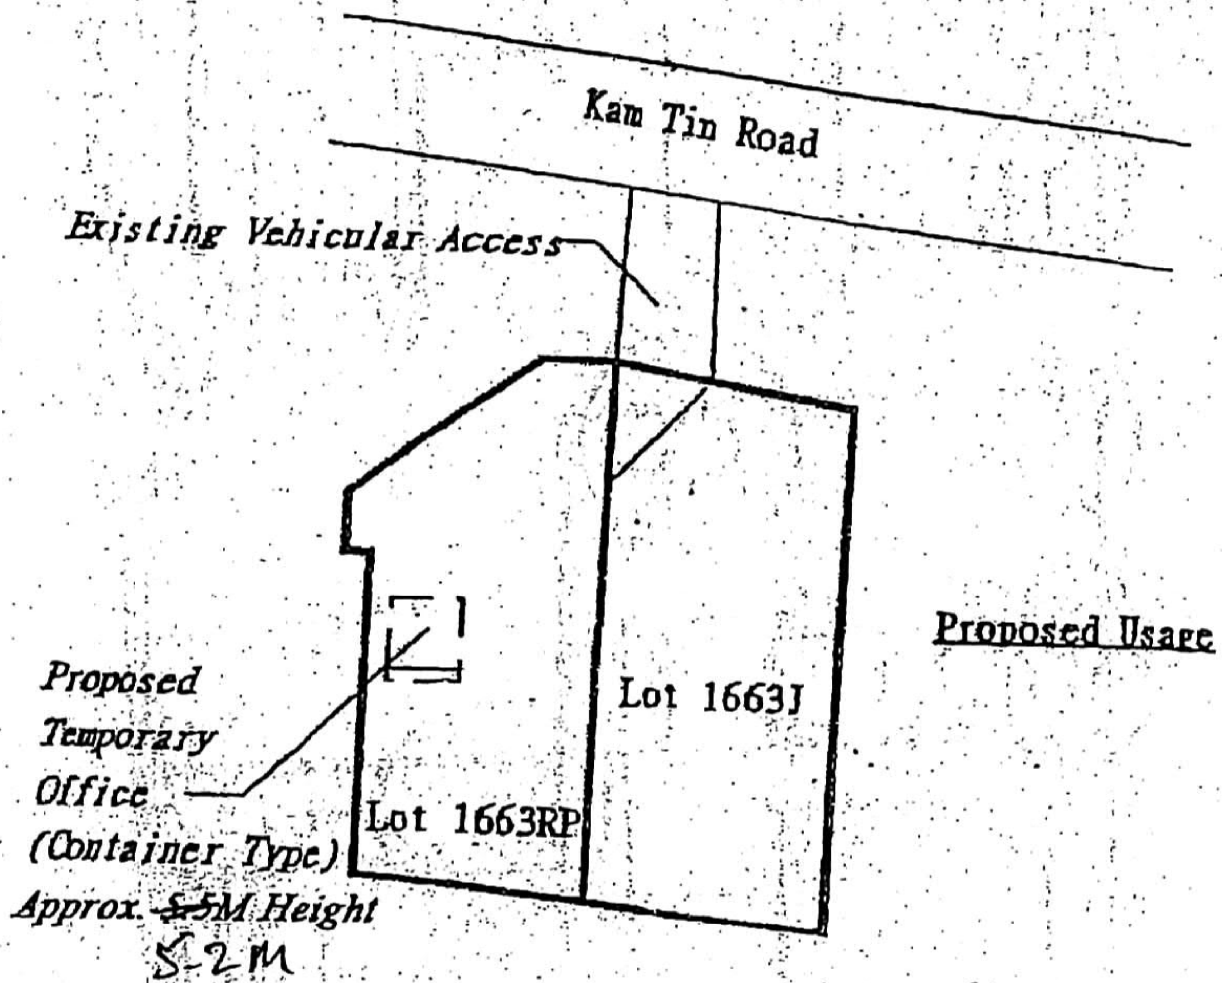 Kam Tin Road
Existing Vehicular Access
Proposed Usage
Lot 1663J
Proposed
Temporary
Office
(Container Type)
Lot 1663RP
Approx. 5.5M Height
5.2M